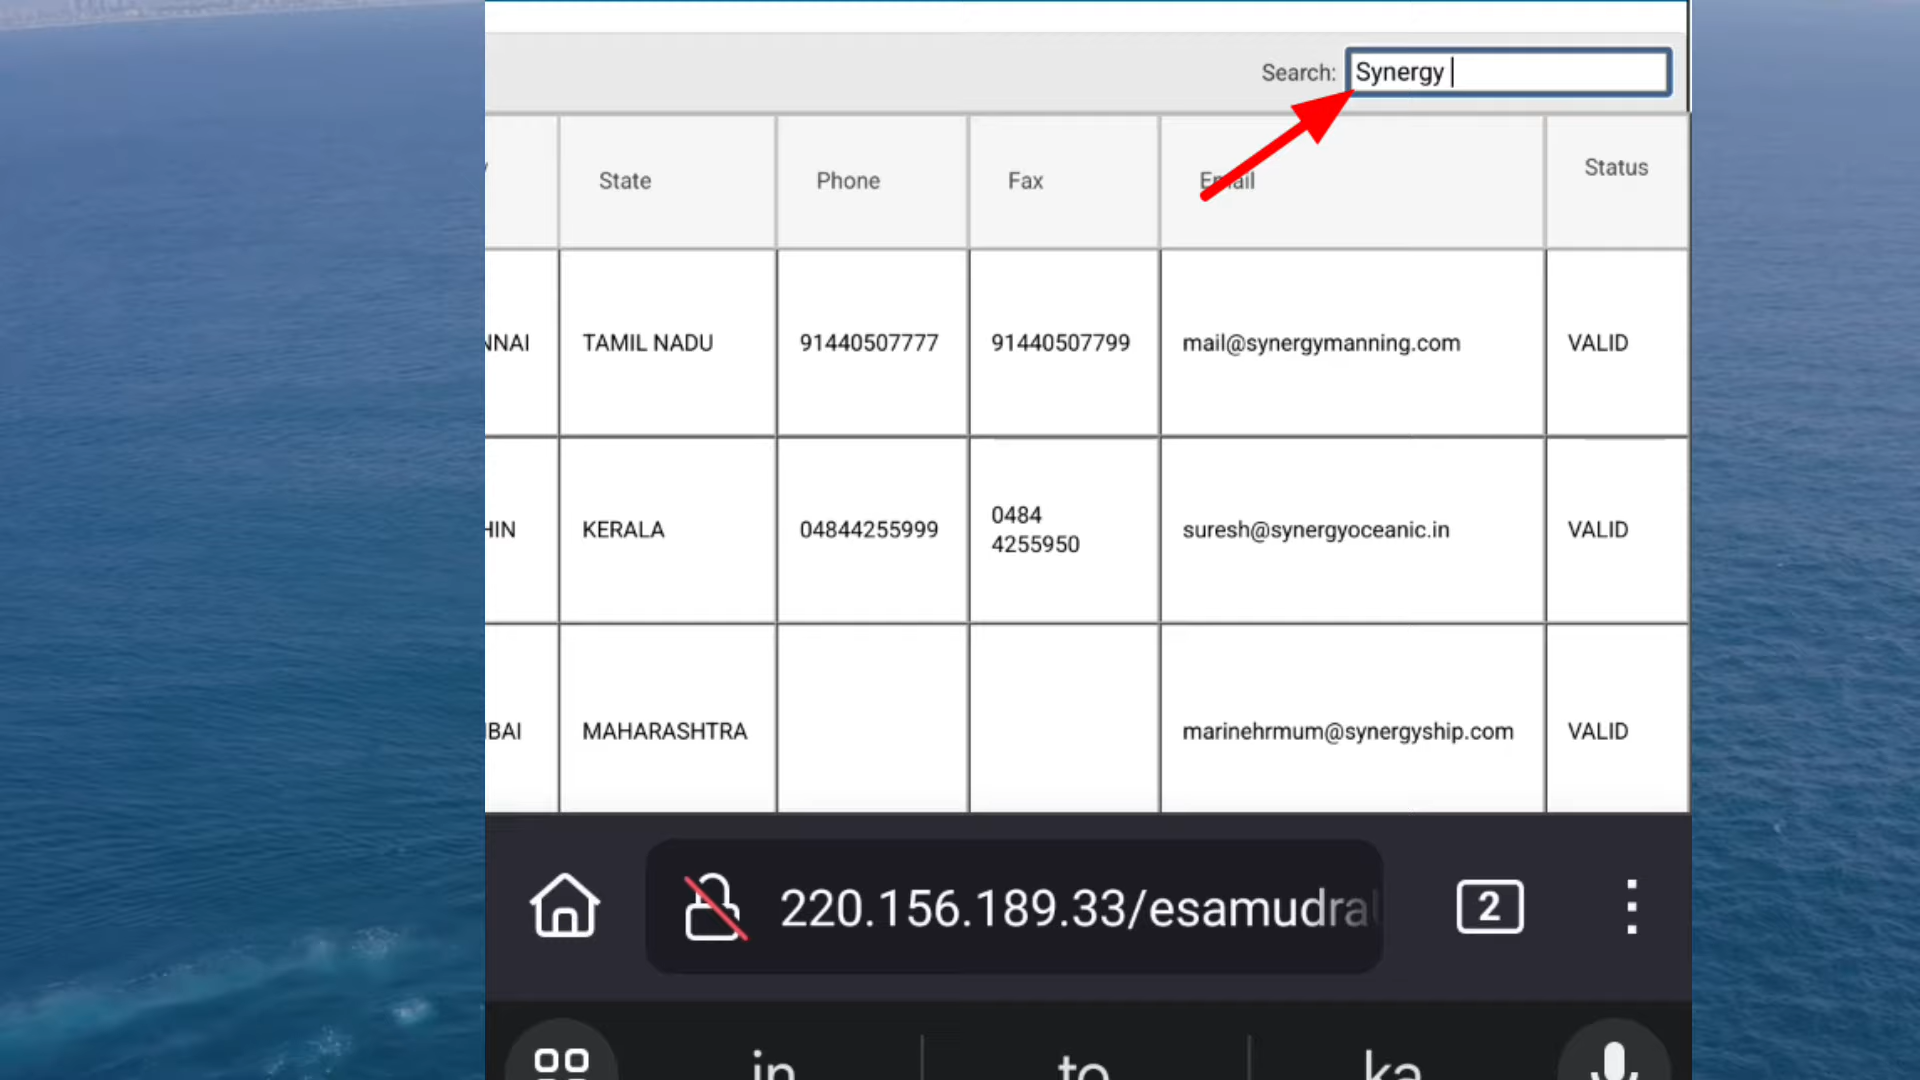 Search: Synergy
State Phone Fax Email Status
NNAI TAMIL NADU 91440507777 91440507799 mail@synergymanning.com VALID
HIN KERALA 04844255999 0484
4255950 suresh@synergyoceanic.in VALID
BAI MAHARASHTRA marinehrmum@synergyship.com VALID
220.156.189.33/esamudra
2
in to ka